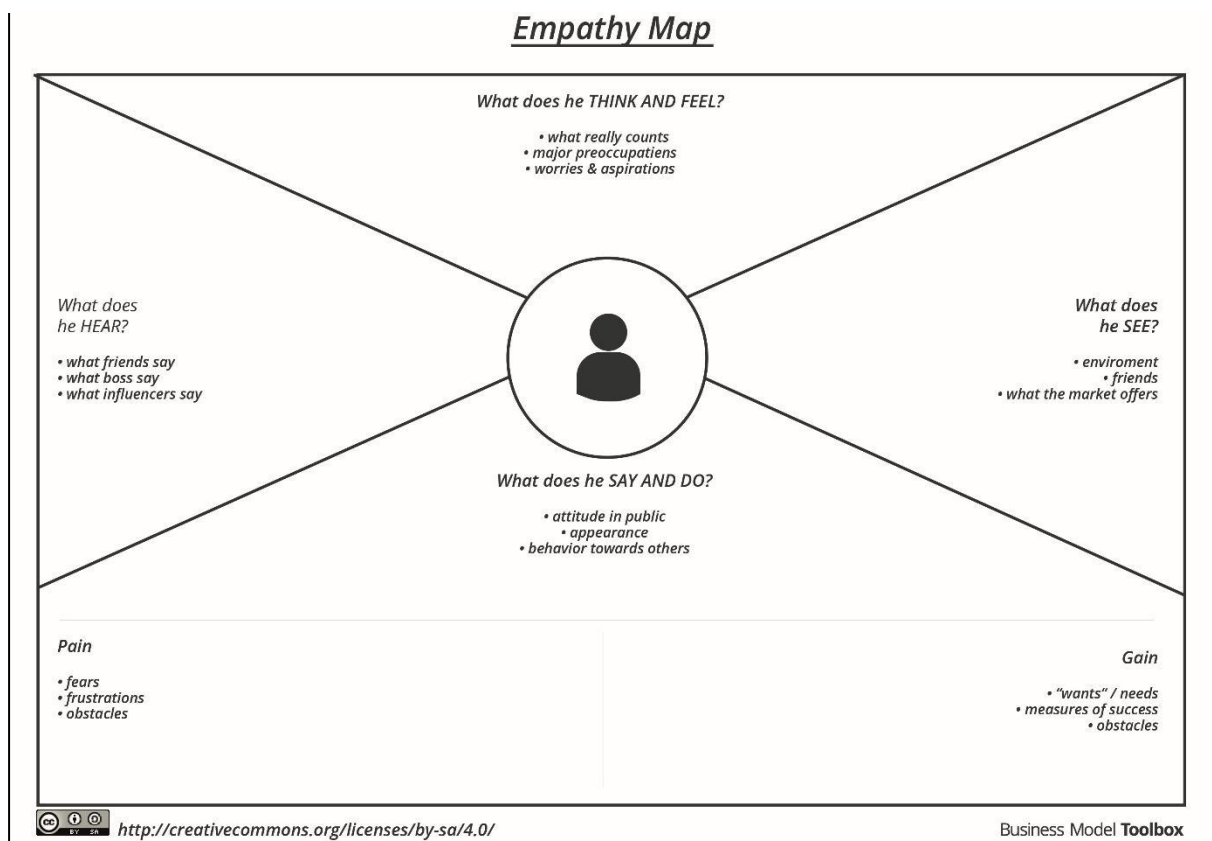 Empathy Map
What does he THINK AND FEEL?
• what really counts
• major preoccupatiens
• worries & aspirations
What does
he HEAR?
• what friends say
• what boss say
• what influencers say
What does
he SEE?
• enviroment
• friends
• what the market offers
What does he SAY AND DO?
• attitude in public
• appearance
• behavior towards others
Pain
• fears
• frustrations
• obstacles
Gain
• “wants” / needs
• measures of success
• obstacles
cc BY SA
http://creativecommons.org/licenses/by-sa/4.0/
Business Model Toolbox